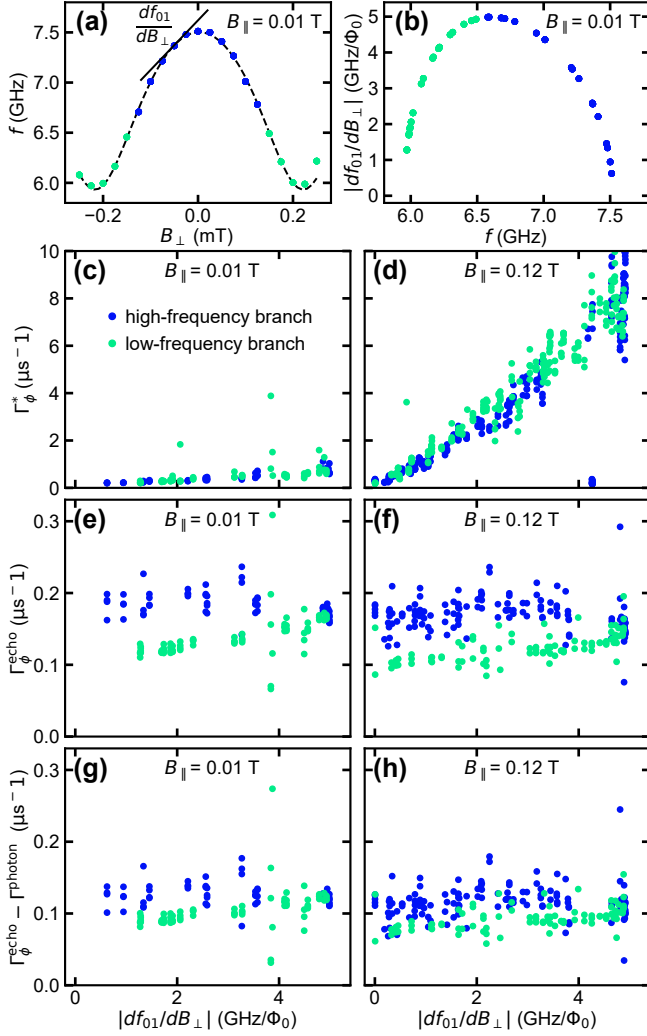 (a)
df₀₁
dB⊥
B∥ = 0.01 T
7.5
7.0
6.5
6.0
f (GHz)
−0.2 0.0 0.2
B⊥ (mT)
(b)
B∥ = 0.01 T
5
4
3
2
1
0
|df₀₁/dB⊥| (GHz/Φ₀)
6.0 6.5 7.0 7.5
f (GHz)
(c)
B∥ = 0.01 T
high-frequency branch
low-frequency branch
10
8
6
4
2
0
Γ*ϕ (μs⁻¹)
(d)
B∥ = 0.12 T
(e)
B∥ = 0.01 T
0.3
0.2
0.1
0.0
Γϕ^echo (μs⁻¹)
(f)
B∥ = 0.12 T
(g)
B∥ = 0.01 T
0.3
0.2
0.1
0.0
Γϕ^echo − Γ^photon (μs⁻¹)
0 2 4
|df₀₁/dB⊥| (GHz/Φ₀)
(h)
B∥ = 0.12 T
0 2 4
|df₀₁/dB⊥| (GHz/Φ₀)